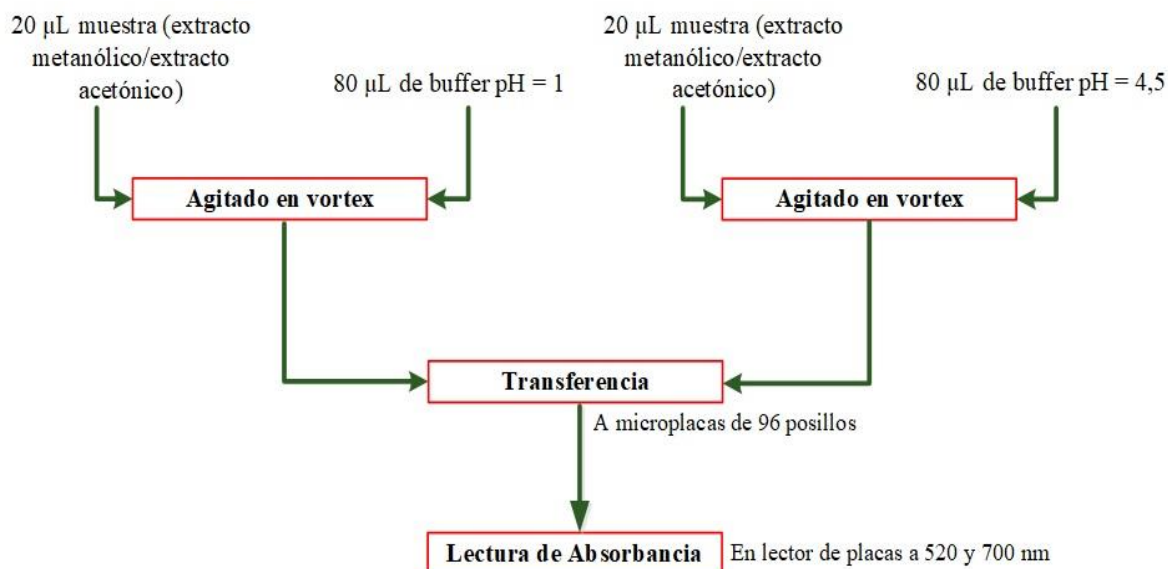 20 µL muestra (extracto
metanólico/extracto
acetónico)
80 µL de buffer pH = 1
20 µL muestra (extracto
metanólico/extracto
acetónico)
80 µL de buffer pH = 4,5
Agitado en vortex
Agitado en vortex
Transferencia
A microplacas de 96 posillos
Lectura de Absorbancia
En lector de placas a 520 y 700 nm